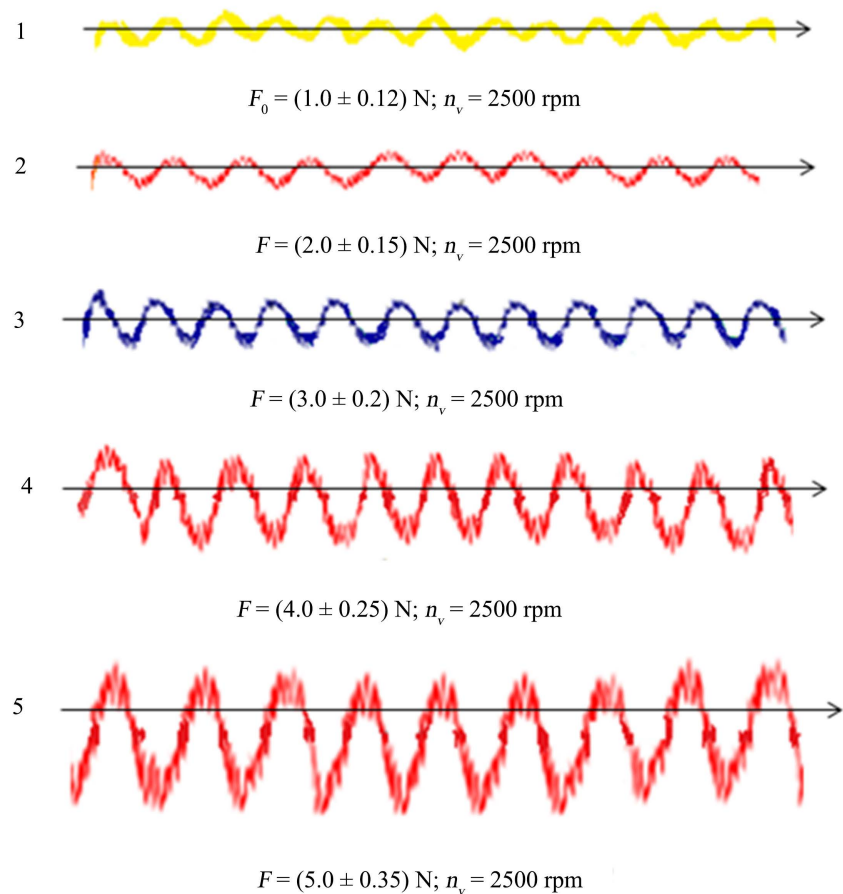 1
F₀ = (1.0 ± 0.12) N; nᵥ = 2500 rpm
2
F = (2.0 ± 0.15) N; nᵥ = 2500 rpm
3
F = (3.0 ± 0.2) N; nᵥ = 2500 rpm
4
F = (4.0 ± 0.25) N; nᵥ = 2500 rpm
5
F = (5.0 ± 0.35) N; nᵥ = 2500 rpm